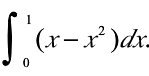 ∫₀¹ (x − x²)dx.